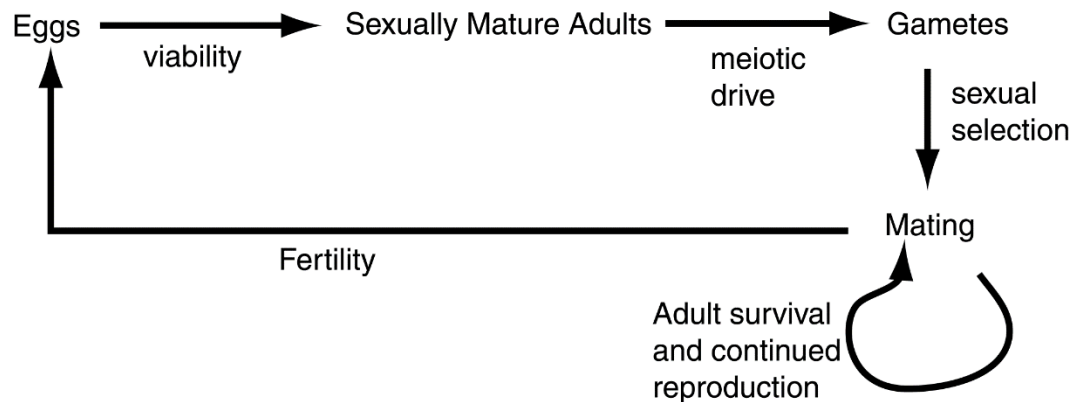 Eggs
viability
Sexually Mature Adults
meiotic
drive
Gametes
sexual
selection
Mating
Fertility
Adult survival
and continued
reproduction